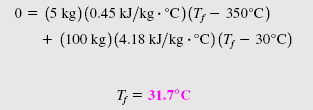 0 = (5 kg)(0.45 kJ/kg · °C)(T_f − 350°C)
+ (100 kg)(4.18 kJ/kg · °C)(T_f − 30°C)
T_f = 31.7°C